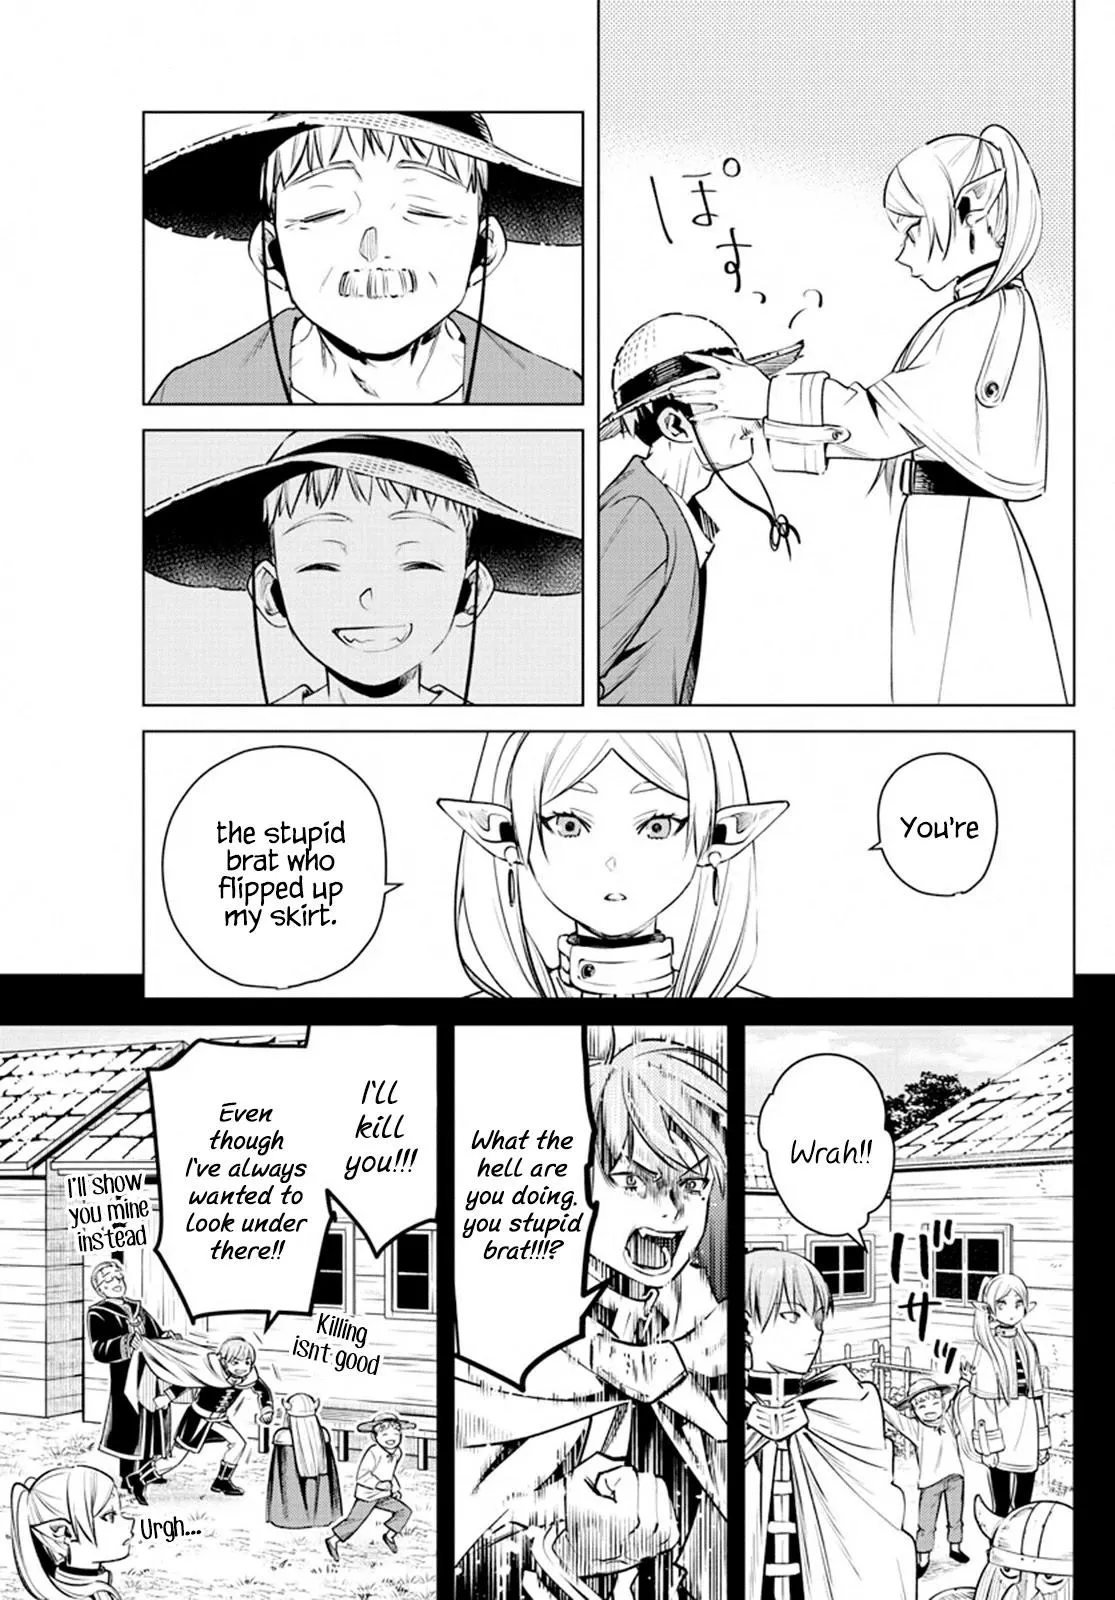 ぽすっ
You're
the stupid
brat who
flipped up
my skirt.
Wrah!!
バサ
What the
hell are
you doing,
you stupid
brat!!!?
I'll
kill
you!!!
Even
though
I've always
wanted to
look under
there!!
I'll show
you mine
instead
Killing
isnt good
Urgh...